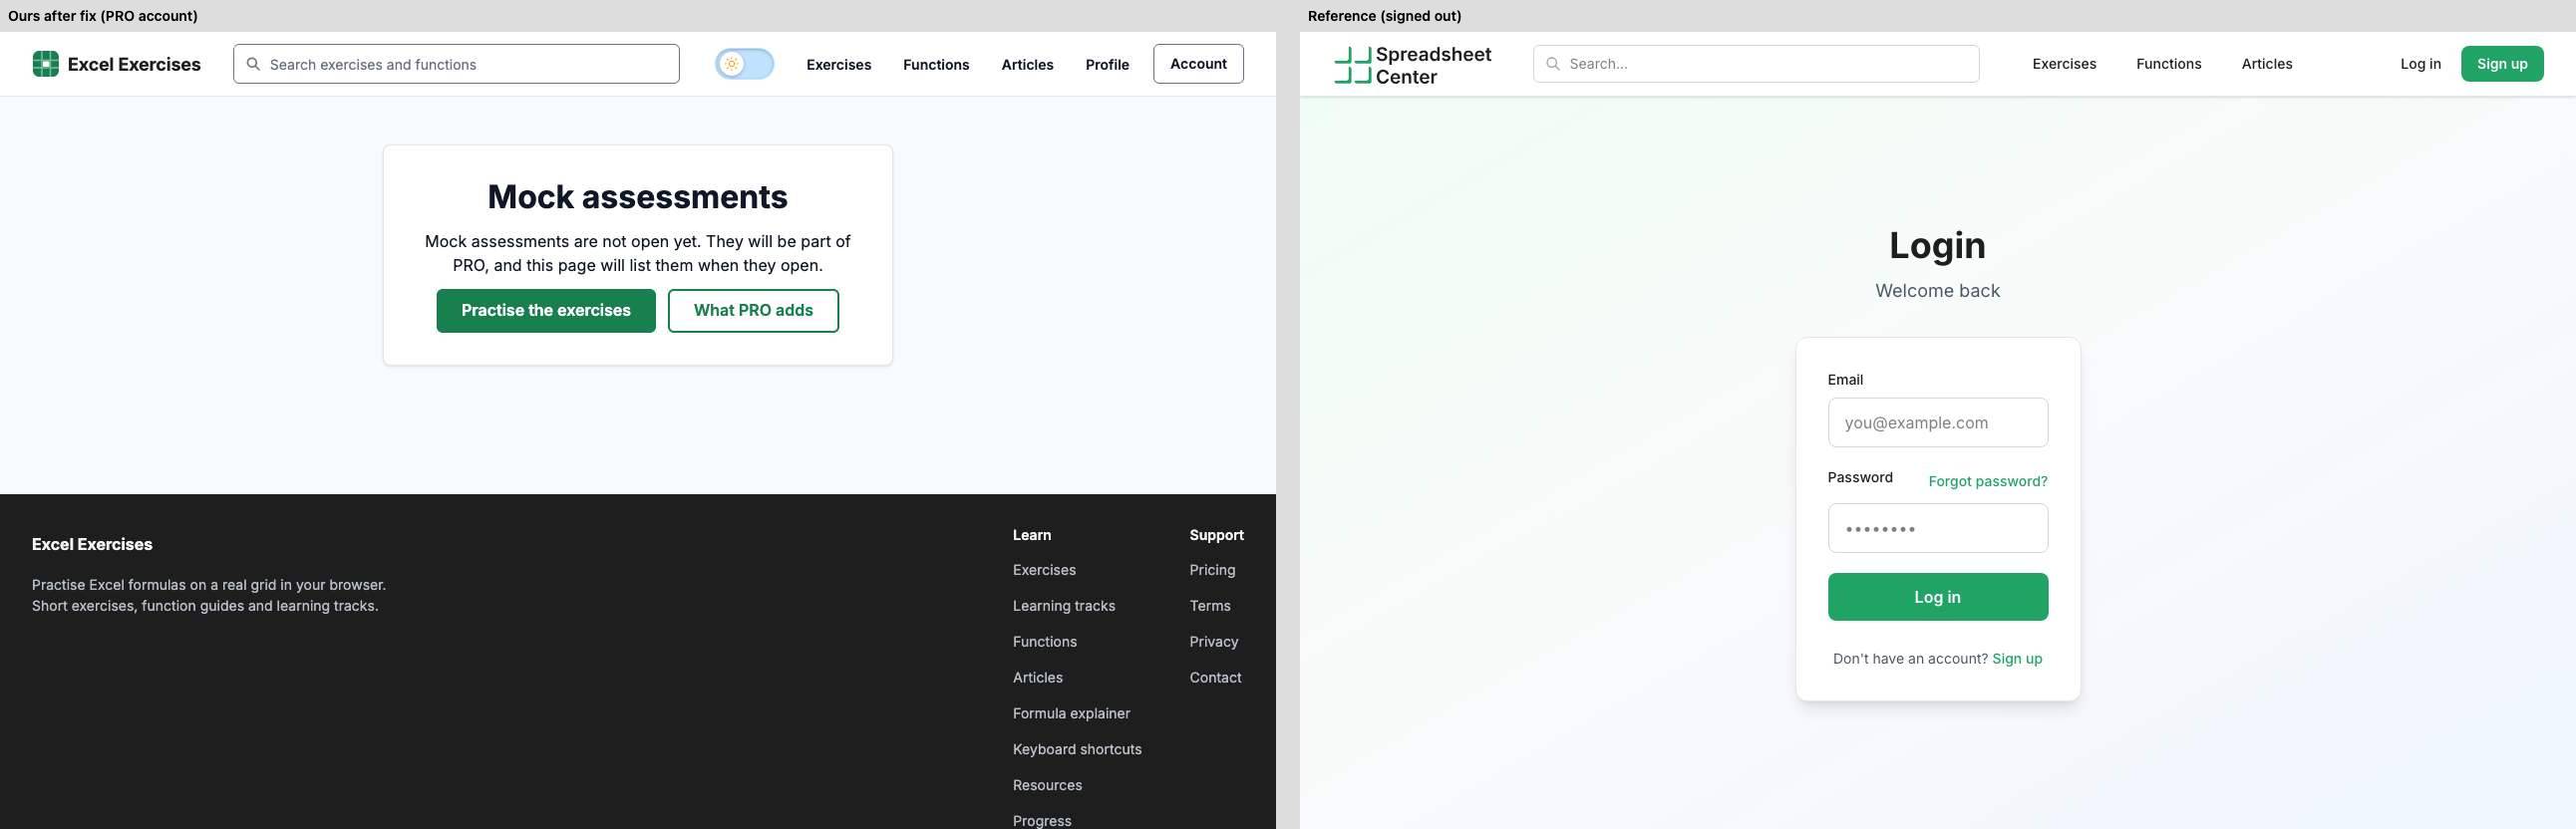 Ours after fix (PRO account)
Excel Exercises
Search exercises and functions
Exercises
Functions
Articles
Profile
Account
Mock assessments
Mock assessments are not open yet. They will be part of
PRO, and this page will list them when they open.
Practise the exercises
What PRO adds
Excel Exercises
Practise Excel formulas on a real grid in your browser.
Short exercises, function guides and learning tracks.
Learn
Exercises
Learning tracks
Functions
Articles
Formula explainer
Keyboard shortcuts
Resources
Progress
Support
Pricing
Terms
Privacy
Contact
Reference (signed out)
Spreadsheet
Center
Search...
Exercises
Functions
Articles
Log in
Sign up
Login
Welcome back
Email
you@example.com
Password
Forgot password?
••••••••
Log in
Don't have an account? Sign up